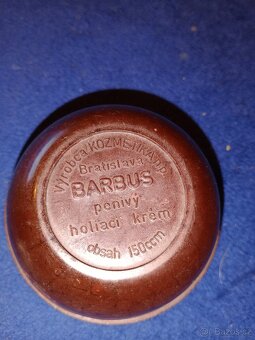 Výrobca KOZMETIKA n.p.
Bratislava
BARBUS
penivý
holiaci krém
obsah 150ccm